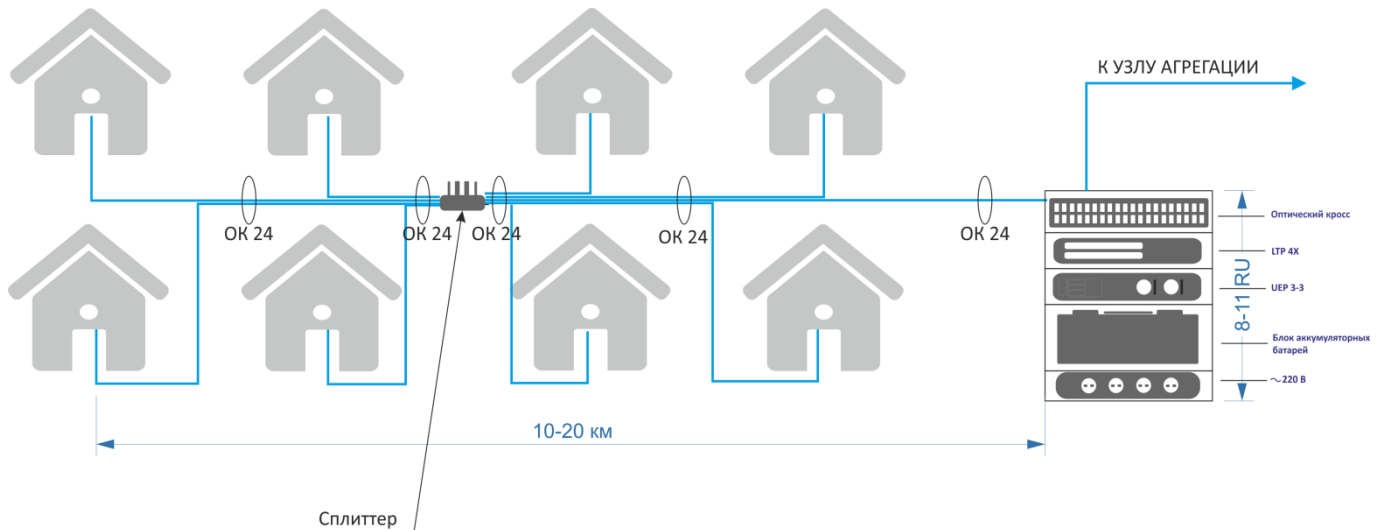 К УЗЛУ АГРЕГАЦИИ
ОК 24
ОК 24
ОК 24
ОК 24
ОК 24
Оптический кросс
LTP 4X
UEP 3-3
8-11 RU
Блок аккумуляторных
батарей
~220 В
10-20 км
Сплиттер